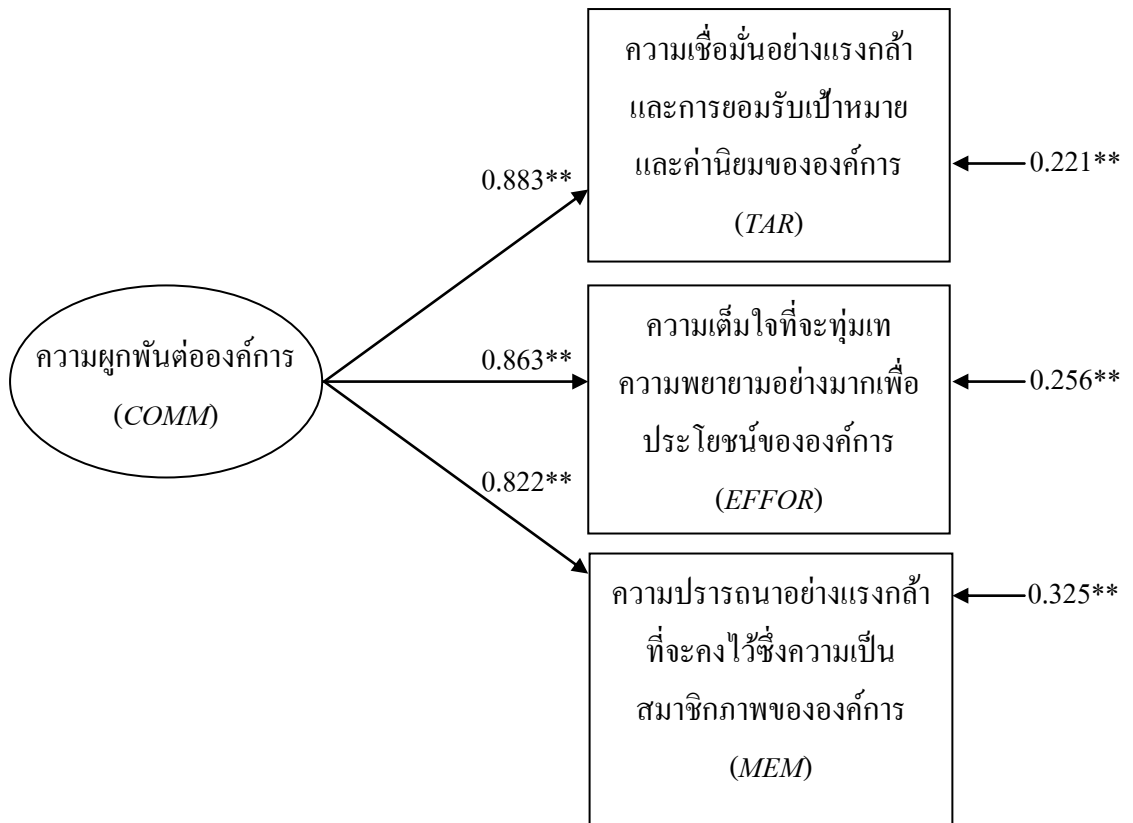 ความเชื่อมั่นอย่างแรงกล้า
และการยอมรับเป้าหมาย
และค่านิยมขององค์การ
(TAR)
0.221**
0.883**
ความผูกพันต่อองค์การ
(COMM)
0.863**
ความเต็มใจที่จะทุ่มเท
ความพยายามอย่างมากเพื่อ
ประโยชน์ขององค์การ
(EFFOR)
0.256**
0.822**
ความปรารถนาอย่างแรงกล้า
ที่จะคงไว้ซึ่งความเป็น
สมาชิกภาพขององค์การ
(MEM)
0.325**